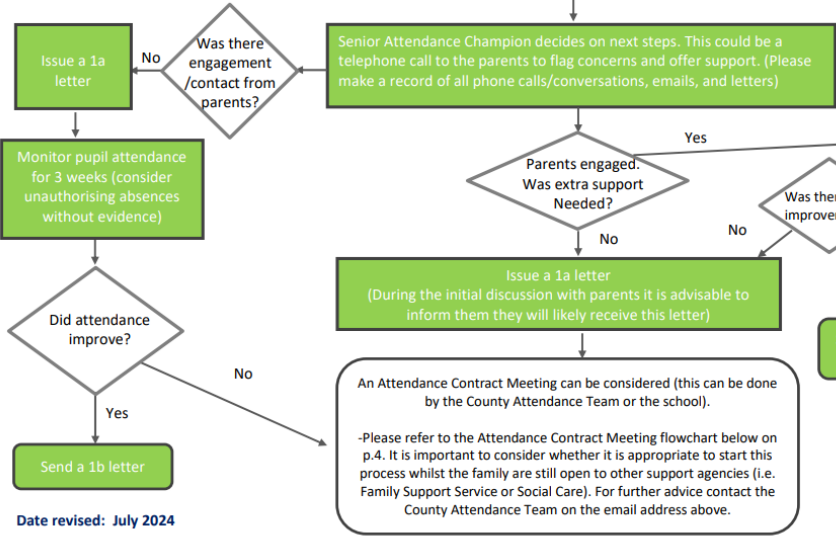 Was there
engagement
/contact from
parents?
No
Issue a 1a
letter
Senior Attendance Champion decides on next steps. This could be a
telephone call to the parents to flag concerns and offer support. (Please
make a record of all phone calls/conversations, emails, and letters)
Monitor pupil attendance
for 3 weeks (consider
unauthorising absences
without evidence)
Yes
Parents engaged.
Was extra support
Needed?
No
Was
No
Issue a 1a letter
(During the initial discussion with parents it is advisable to
inform them they will likely receive this letter)
Did attendance
improve?
No
Yes
Send a 1b letter
An Attendance Contract Meeting can be considered (this can be done
by the County Attendance Team or the school).
-Please refer to the Attendance Contract Meeting flowchart below on
p.4. It is important to consider whether it is appropriate to start this
process whilst the family are still open to other support agencies (i.e.
Family Support Service or Social Care). For further advice contact the
County Attendance Team on the email address above.
Date revised:  July 2024